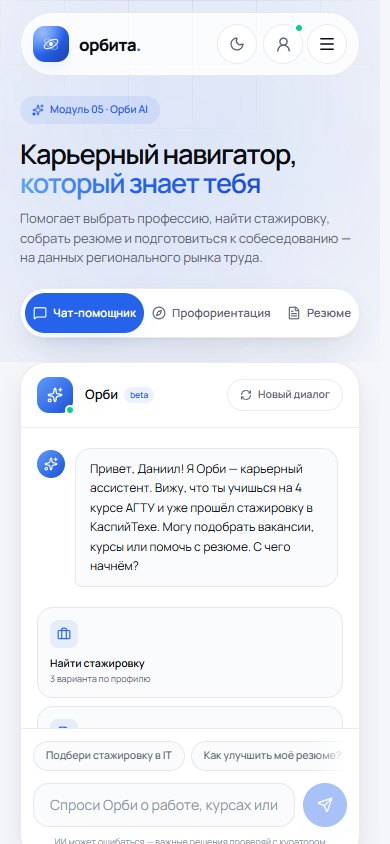 орбита.
Модуль 05 · Орби AI
Карьерный навигатор,
который знает тебя
Помогает выбрать профессию, найти стажировку,
собрать резюме и подготовиться к собеседованию —
на данных регионального рынка труда.
Чат-помощник
Профориентация
Резюме
Орби
beta
Новый диалог
Привет, Даниил! Я Орби — карьерный
ассистент. Вижу, что ты учишься на 4
курсе АГТУ и уже прошёл стажировку в
КаспийТехе. Могу подобрать вакансии,
курсы или помочь с резюме. С чего
начнём?
Найти стажировку
3 варианта по профилю
Подбери стажировку в IT
Как улучшить моё резюме?
Спроси Орби о работе, курсах или
ИИ может ошибаться — важные решения проверяй с куратором